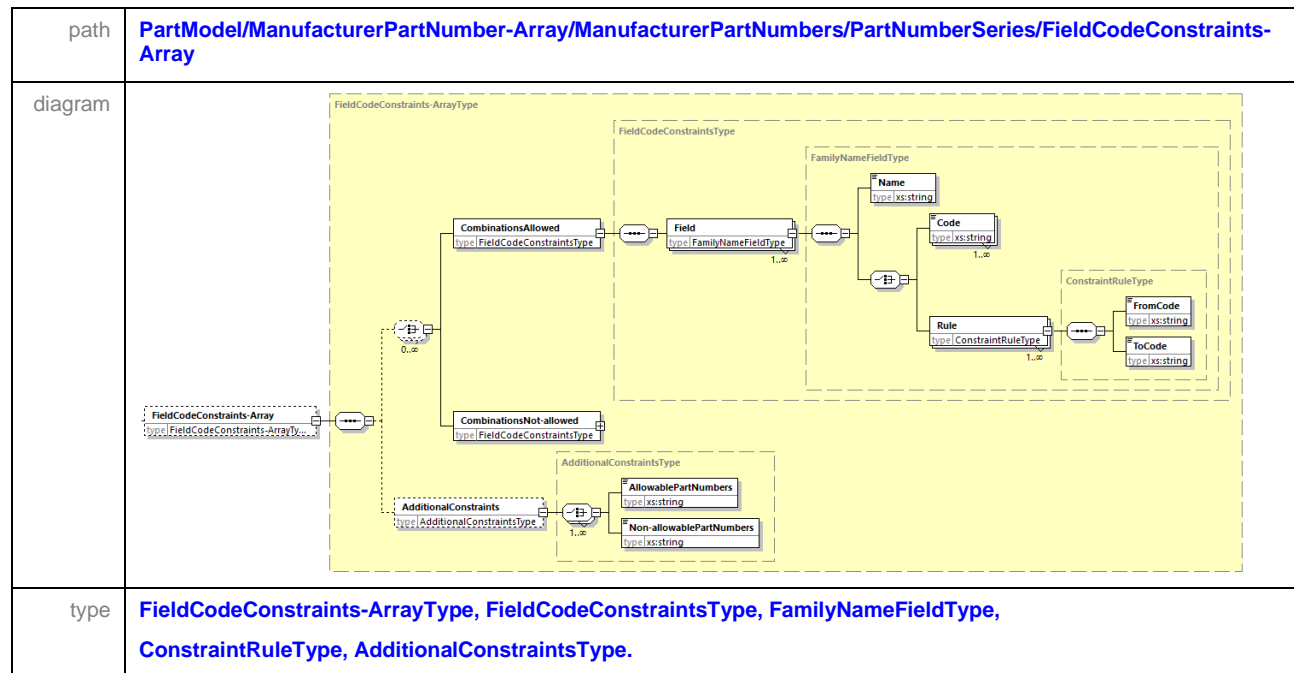 path
PartModel/ManufacturerPartNumber-Array/ManufacturerPartNumbers/PartNumberSeries/FieldCodeConstraints-
Array
diagram
FieldCodeConstraints-ArrayType
FieldCodeConstraintsType
FamilyNameFieldType
Name
type xs:string
CombinationsAllowed
type FieldCodeConstraintsType
Field
type FamilyNameFieldType
1..∞
Code
type xs:string
1..∞
ConstraintRuleType
FromCode
type xs:string
Rule
type ConstraintRuleType
1..∞
ToCode
type xs:string
0..∞
FieldCodeConstraints-Array
type FieldCodeConstraints-ArrayTy...
CombinationsNot-allowed
type FieldCodeConstraintsType
AdditionalConstraintsType
AdditionalConstraints
type AdditionalConstraintsType
1..∞
AllowablePartNumbers
type xs:string
Non-allowablePartNumbers
type xs:string
type
FieldCodeConstraints-ArrayType, FieldCodeConstraintsType, FamilyNameFieldType,
ConstraintRuleType, AdditionalConstraintsType.